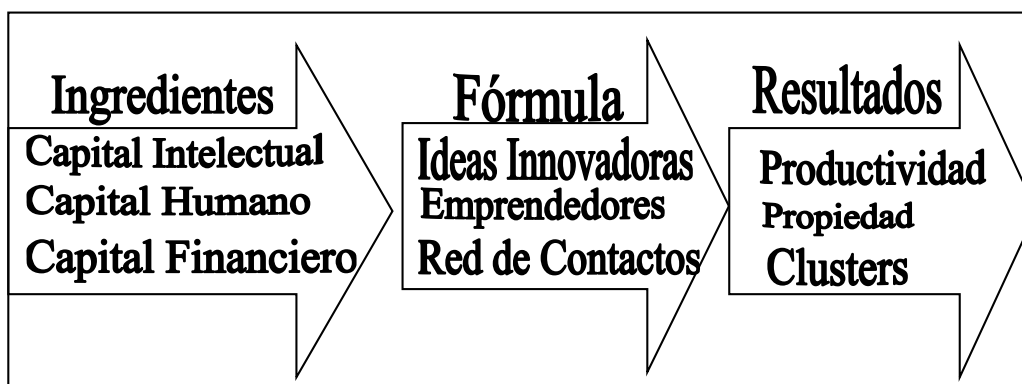 Ingredientes
Capital Intelectual
Capital Humano
Capital Financiero
Fórmula
Ideas Innovadoras
Emprendedores
Red de Contactos
Resultados
Productividad
Propiedad
Clusters